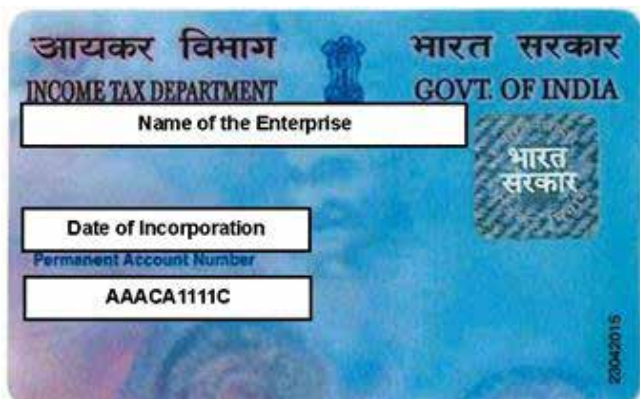 आयकर विभाग
भारत सरकार
INCOME TAX DEPARTMENT
GOVT. OF INDIA
Name of the Enterprise
भारत
सरकार
Date of Incorporation
Permanent Account Number
AAACA1111C
23042015